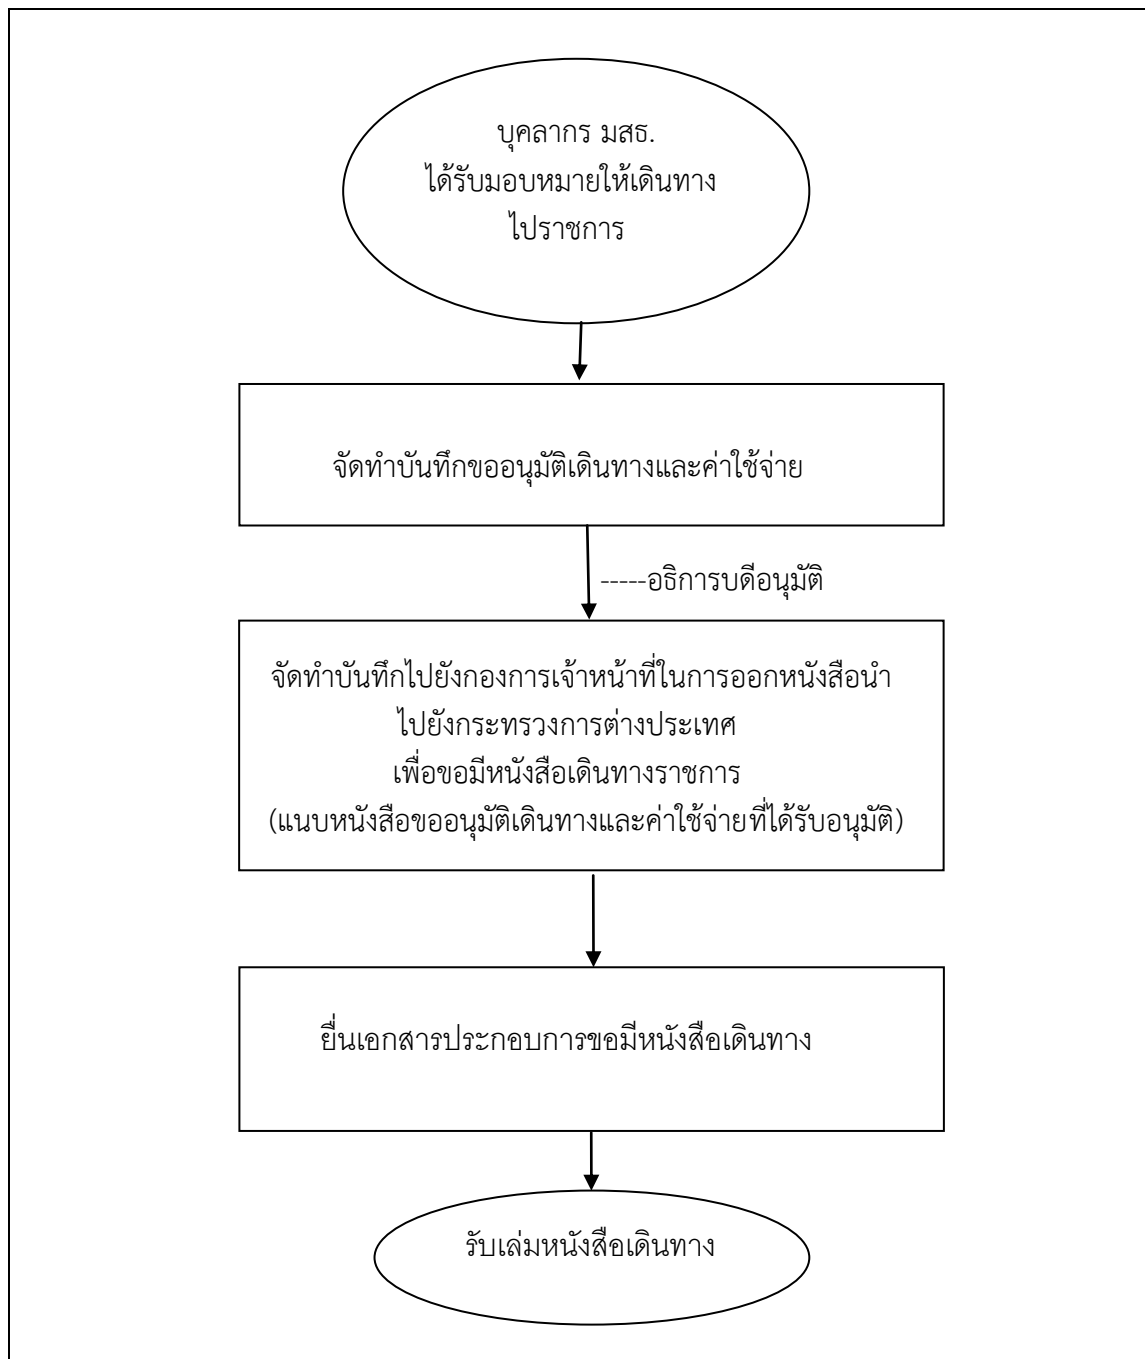 บุคลากร มสธ.
ได้รับมอบหมายให้เดินทาง
ไปราชการ
จัดทำบันทึกขออนุมัติเดินทางและค่าใช้จ่าย
-----อธิการบดีอนุมัติ
จัดทำบันทึกไปยังกองการเจ้าหน้าที่ในการออกหนังสือนำ
ไปยังกระทรวงการต่างประเทศ
เพื่อขอมีหนังสือเดินทางราชการ
(แนบหนังสือขออนุมัติเดินทางและค่าใช้จ่ายที่ได้รับอนุมัติ)
ยื่นเอกสารประกอบการขอมีหนังสือเดินทาง
รับเล่มหนังสือเดินทาง